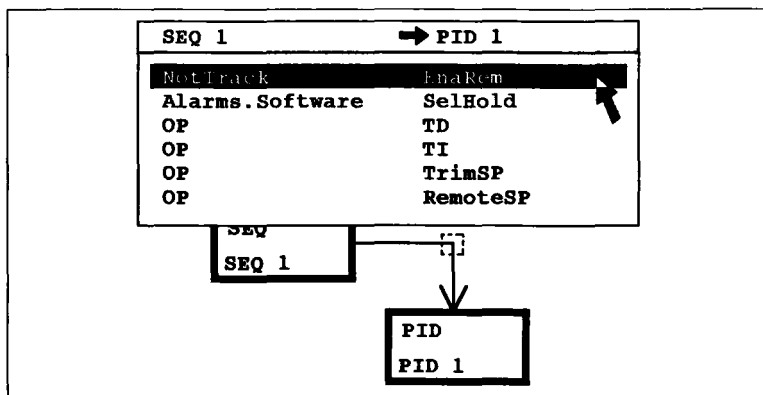 SEQ 1 ➡ PID 1
NotTrack EnaRem
Alarms.Software SelHold
OP TD
OP TI
OP TrimSP
OP RemoteSP
SEQ
SEQ 1
PID
PID 1